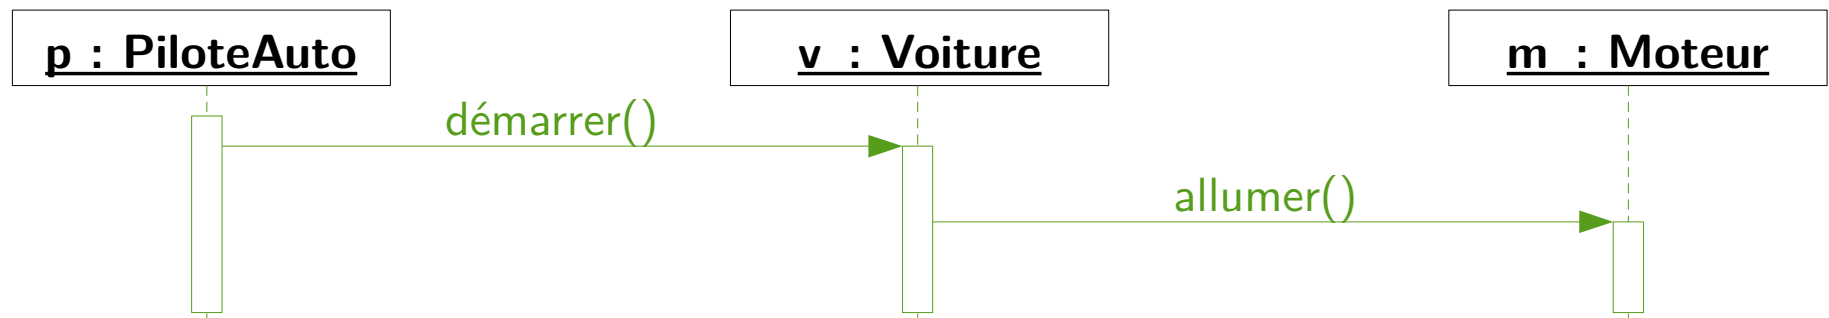 p : PiloteAuto
v : Voiture
m : Moteur
démarrer()
allumer()